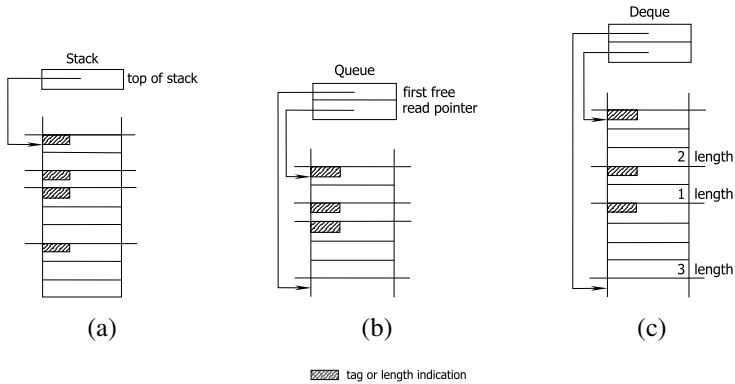 Stack
top of stack
(a)
Queue
first free
read pointer
(b)
Deque
2 length
1 length
3 length
(c)
tag or length indication